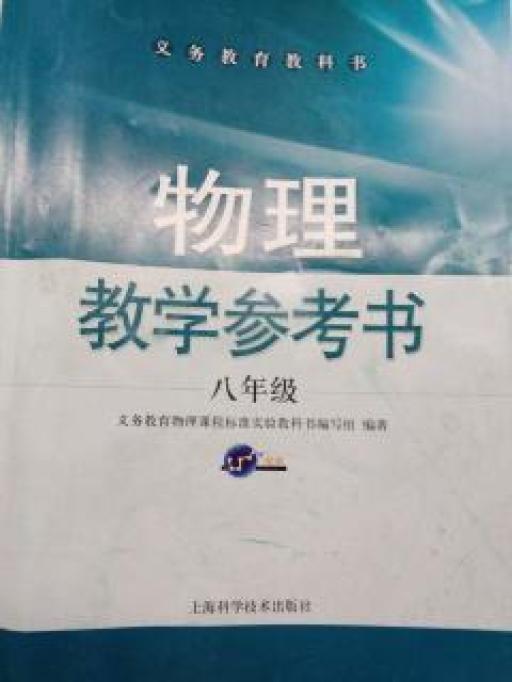 义务教育教科书
物理
教学参考书
八年级
义务教育物理课程标准实验教科书编写组 编著
上海科学技术出版社